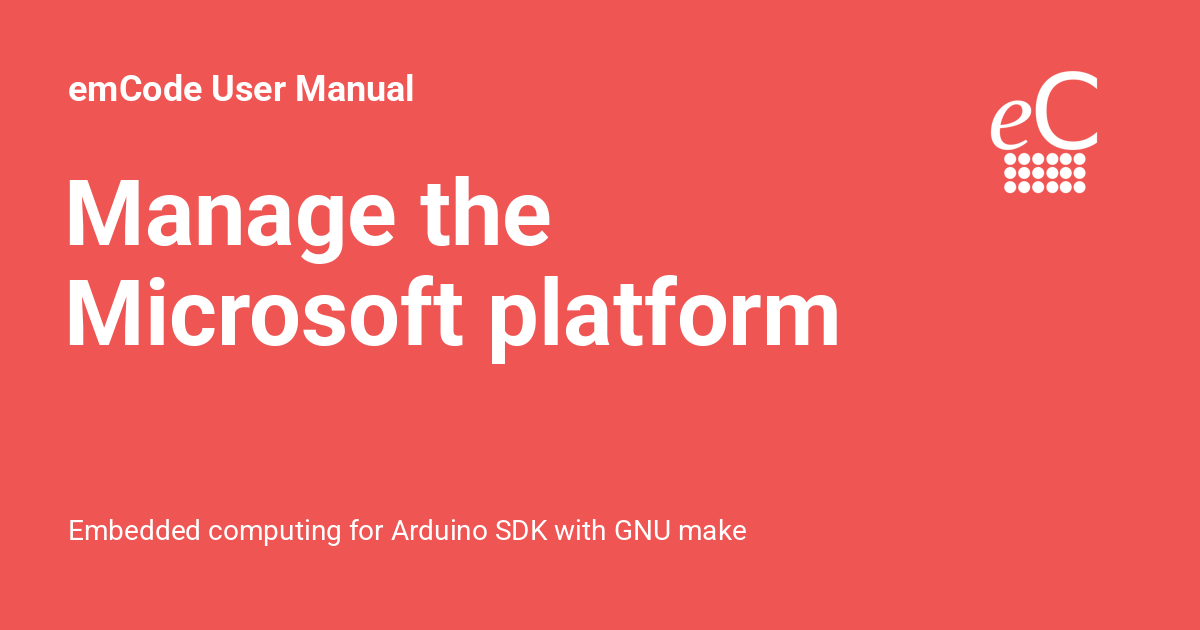 emCode User Manual
eC
Manage the
Microsoft platform
Embedded computing for Arduino SDK with GNU make